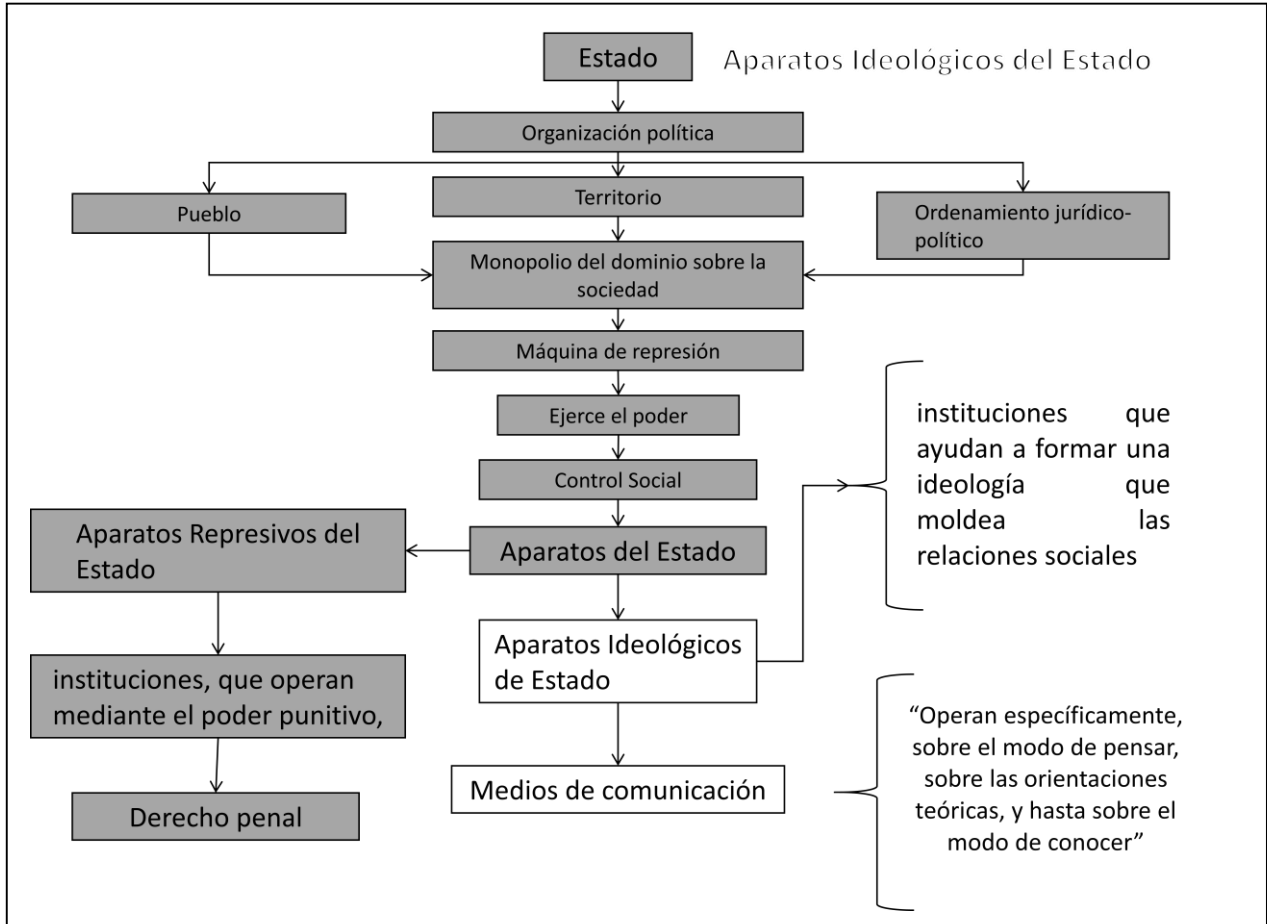 Estado
Aparatos Ideológicos del Estado
Organización política
Pueblo
Territorio
Ordenamiento jurídico-
político
Monopolio del dominio sobre la
sociedad
Máquina de represión
Ejerce el poder
Control Social
Aparatos del Estado
Aparatos Represivos del
Estado
instituciones, que operan
mediante el poder punitivo,
Derecho penal
Aparatos Ideológicos
de Estado
instituciones que
ayudan a formar una
ideología que
moldea las
relaciones sociales
Medios de comunicación
“Operan específicamente,
sobre el modo de pensar,
sobre las orientaciones
teóricas, y hasta sobre el
modo de conocer”